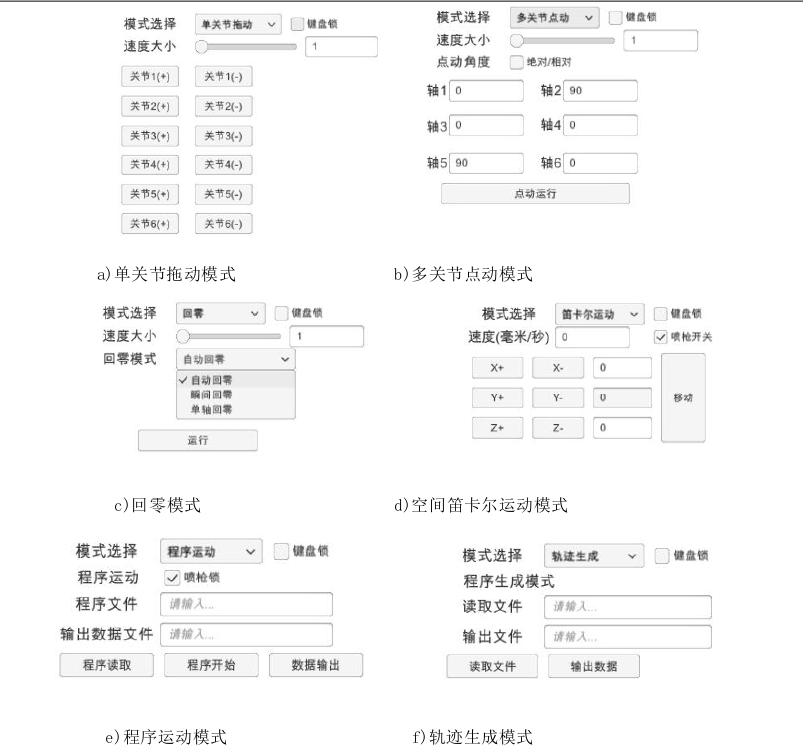 模式选择 单关节拖动 键盘锁
速度大小 1
关节1(+) 关节1(-)
关节2(+) 关节2(-)
关节3(+) 关节3(-)
关节4(+) 关节4(-)
关节5(+) 关节5(-)
关节6(+) 关节6(-)
a)单关节拖动模式
模式选择 多关节点动 键盘锁
速度大小 1
点动角度 绝对/相对
轴1 0 轴2 90
轴3 0 轴4 0
轴5 90 轴6 0
点动运行
b)多关节点动模式
模式选择 回零 键盘锁
速度大小 1
回零模式 自动回零
自动回零
瞬间回零
单轴回零
运行
c)回零模式
模式选择 笛卡尔运动 键盘锁
速度(毫米/秒) 0 喷枪开关
X+ X- 0
Y+ Y- 0 移动
Z+ Z- 0
d)空间笛卡尔运动模式
模式选择 程序运动 键盘锁
程序运动 喷枪锁
程序文件 请输入...
输出数据文件 请输入...
程序读取 程序开始 数据输出
e)程序运动模式
模式选择 轨迹生成 键盘锁
程序生成模式
读取文件 请输入...
输出文件 请输入...
读取文件 输出数据
f)轨迹生成模式